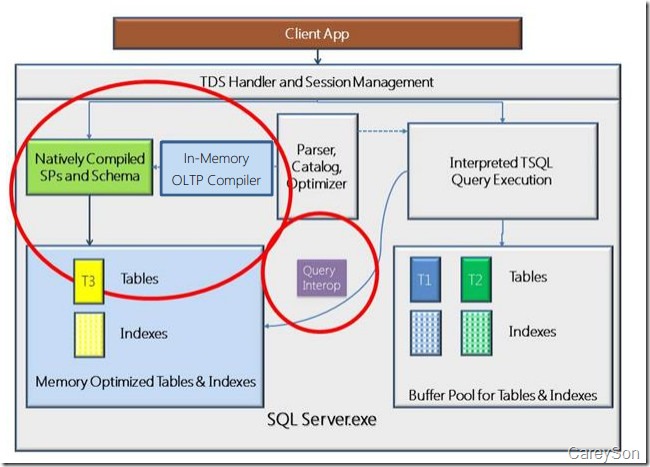 Client App
TDS Handler and Session Management
Natively Compiled
SPs and Schema
In-Memory
OLTP Compiler
Parser,
Catalog,
Optimizer
Interpreted TSQL
Query Execution
Query
Interop
T3
Tables
Indexes
Memory Optimized Tables & Indexes
T1
T2
Tables
Indexes
Buffer Pool for Tables & Indexes
SQL Server.exe
CareySon